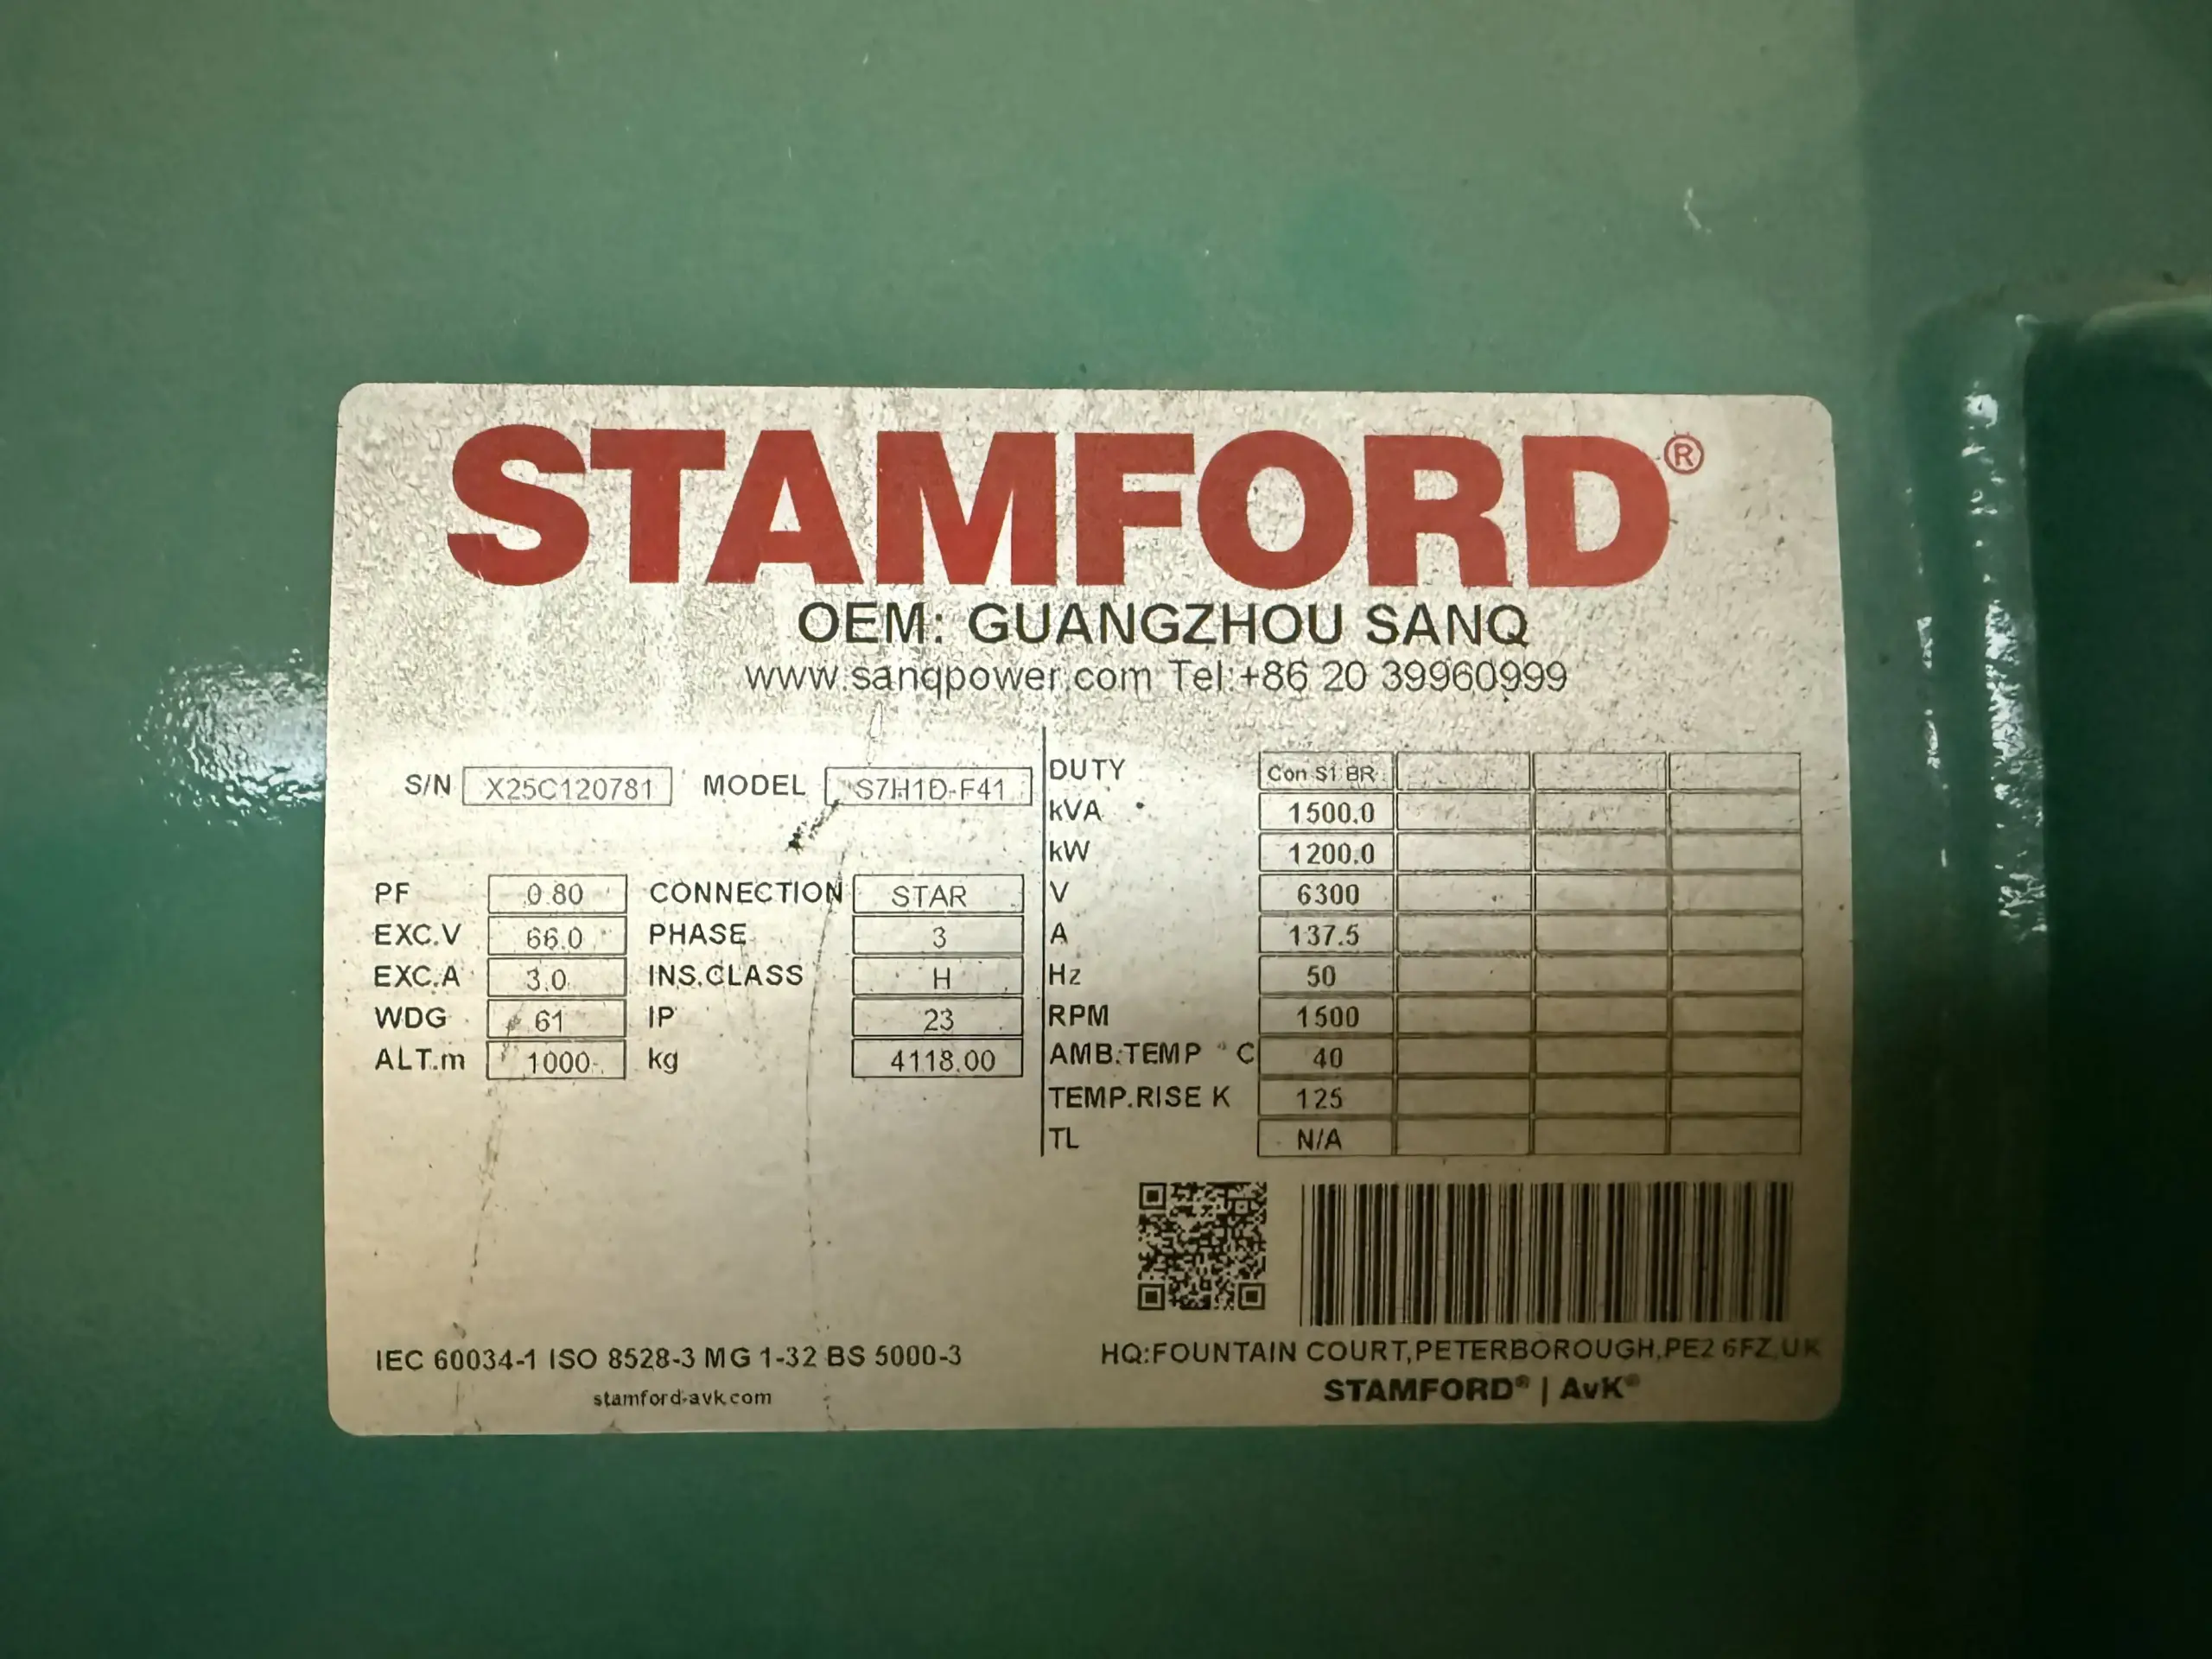 STAMFORD®
OEM: GUANGZHOU SANQ
www.sanqpower.com Tel:+86 20 39960999
S/N X25C120781 MODEL S7H1D-F41
PF 0.80 CONNECTION STAR
EXC.V 66.0 PHASE 3
EXC.A 3.0 INS.CLASS H
WDG 61 IP 23
ALT.m 1000 kg 4118.00
DUTY Con S1 BR
kVA 1500.0
kW 1200.0
V 6300
A 137.5
Hz 50
RPM 1500
AMB.TEMP °C 40
TEMP.RISE K 125
TL N/A
IEC 60034-1 ISO 8528-3 MG 1-32 BS 5000-3
stamford-avk.com
HQ:FOUNTAIN COURT,PETERBOROUGH,PE2 6FZ,UK
STAMFORD® | AvK®